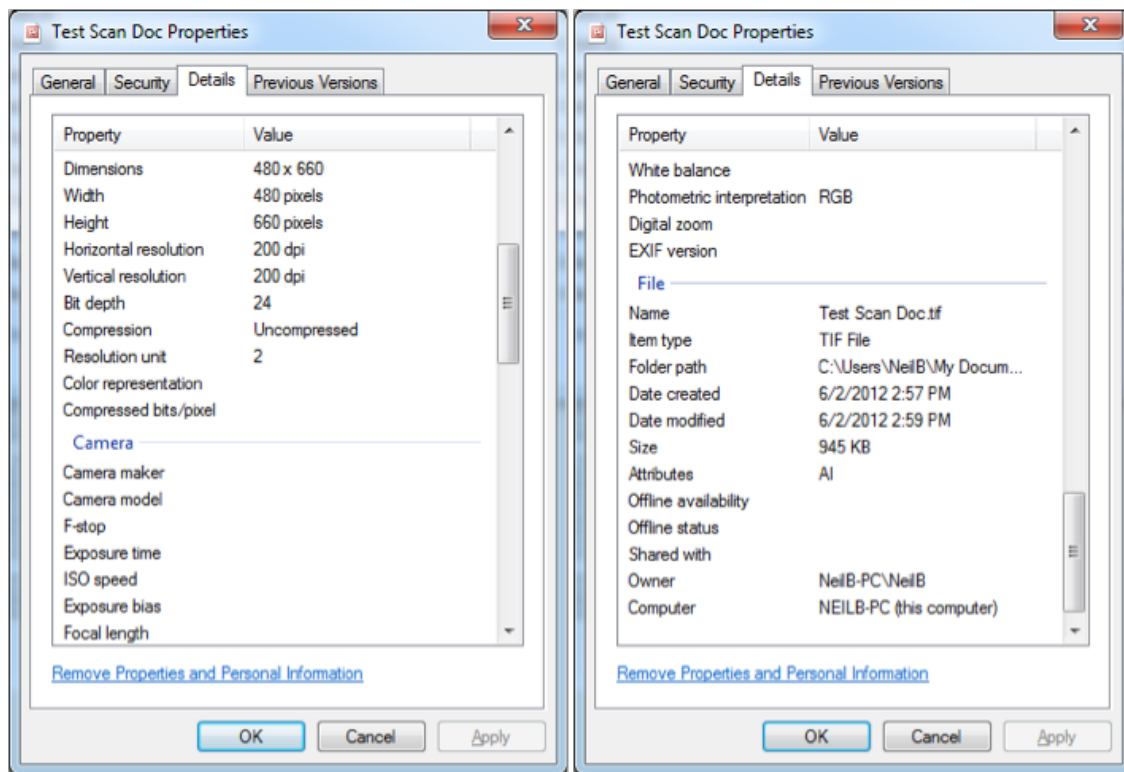 Test Scan Doc Properties
General Security Details Previous Versions
Property Value
Dimensions 480 x 660
Width 480 pixels
Height 660 pixels
Horizontal resolution 200 dpi
Vertical resolution 200 dpi
Bit depth 24
Compression Uncompressed
Resolution unit 2
Color representation
Compressed bits/pixel
Camera
Camera maker
Camera model
F-stop
Exposure time
ISO speed
Exposure bias
Focal length
Remove Properties and Personal Information
OK Cancel Apply
Test Scan Doc Properties
General Security Details Previous Versions
Property Value
White balance
Photometric interpretation RGB
Digital zoom
EXIF version
File
Name Test Scan Doc.tif
Item type TIF File
Folder path C:\Users\NeilB\My Docum...
Date created 6/2/2012 2:57 PM
Date modified 6/2/2012 2:59 PM
Size 945 KB
Attributes AI
Offline availability
Offline status
Shared with
Owner NeilB-PC\NeilB
Computer NEILB-PC (this computer)
Remove Properties and Personal Information
OK Cancel Apply